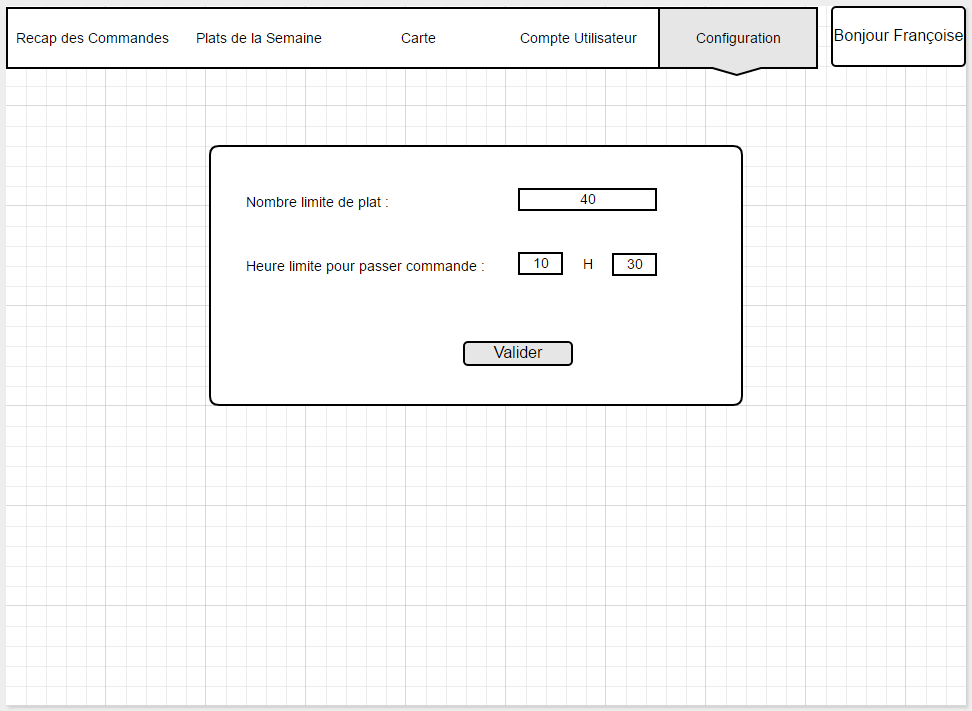 Recap des Commandes Plats de la Semaine Carte Compte Utilisateur Configuration Bonjour Françoise
Nombre limite de plat : 40
Heure limite pour passer commande : 10 H 30
Valider